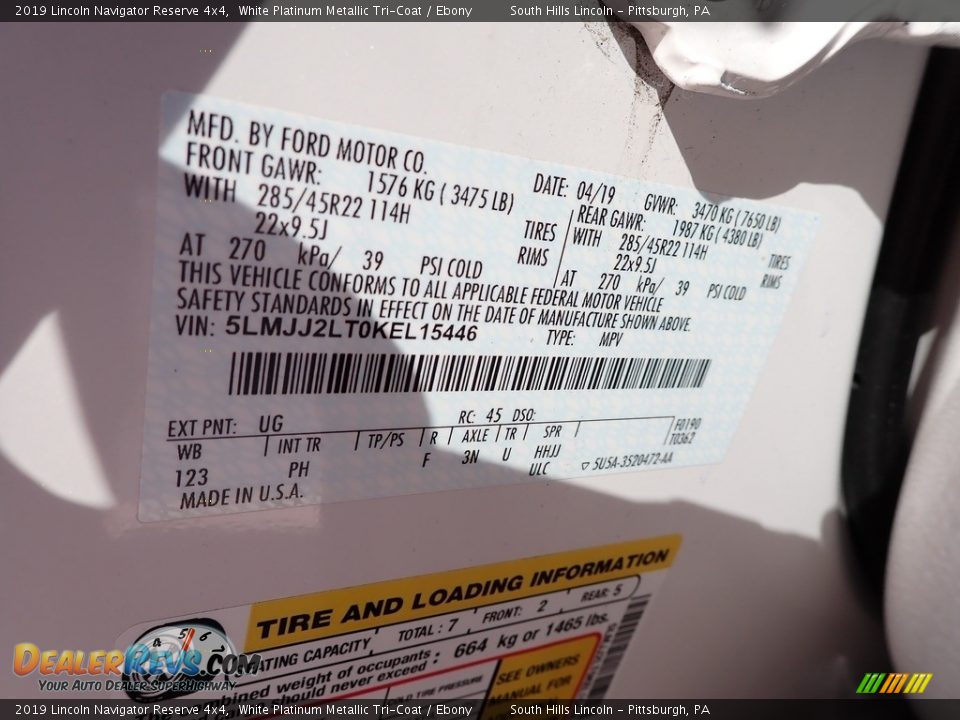 2019 Lincoln Navigator Reserve 4x4, White Platinum Metallic Tri-Coat / Ebony South Hills Lincoln - Pittsburgh, PA
MFD. BY FORD MOTOR CO.
DATE: 04/19 GVWR: 3470 KG ( 7650 LB)
FRONT GAWR: 1576 KG ( 3475 LB)
WITH 285/45R22 114H TIRES
22x9.5J RIMS
AT 270 kPa/ 39 PSI COLD
REAR GAWR: 1987 KG ( 4380 LB)
WITH 285/45R22 114H TIRES
22x9.5J RIMS
AT 270 kPa/ 39 PSI COLD
THIS VEHICLE CONFORMS TO ALL APPLICABLE FEDERAL MOTOR VEHICLE
SAFETY STANDARDS IN EFFECT ON THE DATE OF MANUFACTURE SHOWN ABOVE.
VIN: 5LMJJ2LT0KEL15446 TYPE: MPV
EXT PNT: UG RC: 45 DSO: F0190
T0362
WB INT TR TP/PS R AXLE TR SPR
123 PH F 3N U HHJJ
ULC ▽ 5U5A-3520472-AA
MADE IN U.S.A.
TIRE AND LOADING INFORMATION
SEATING CAPACITY TOTAL : 7 FRONT: 2 REAR: 5
combined weight of occupants
should never exceed : 664 kg or 1465 lbs.
COLD TIRE PRESSURE
SEE OWNERS
MANUAL FOR
DEALERREVS.COM
Your Auto Dealer SuperHighway
4 5 6
2019 Lincoln Navigator Reserve 4x4, White Platinum Metallic Tri-Coat / Ebony South Hills Lincoln - Pittsburgh, PA